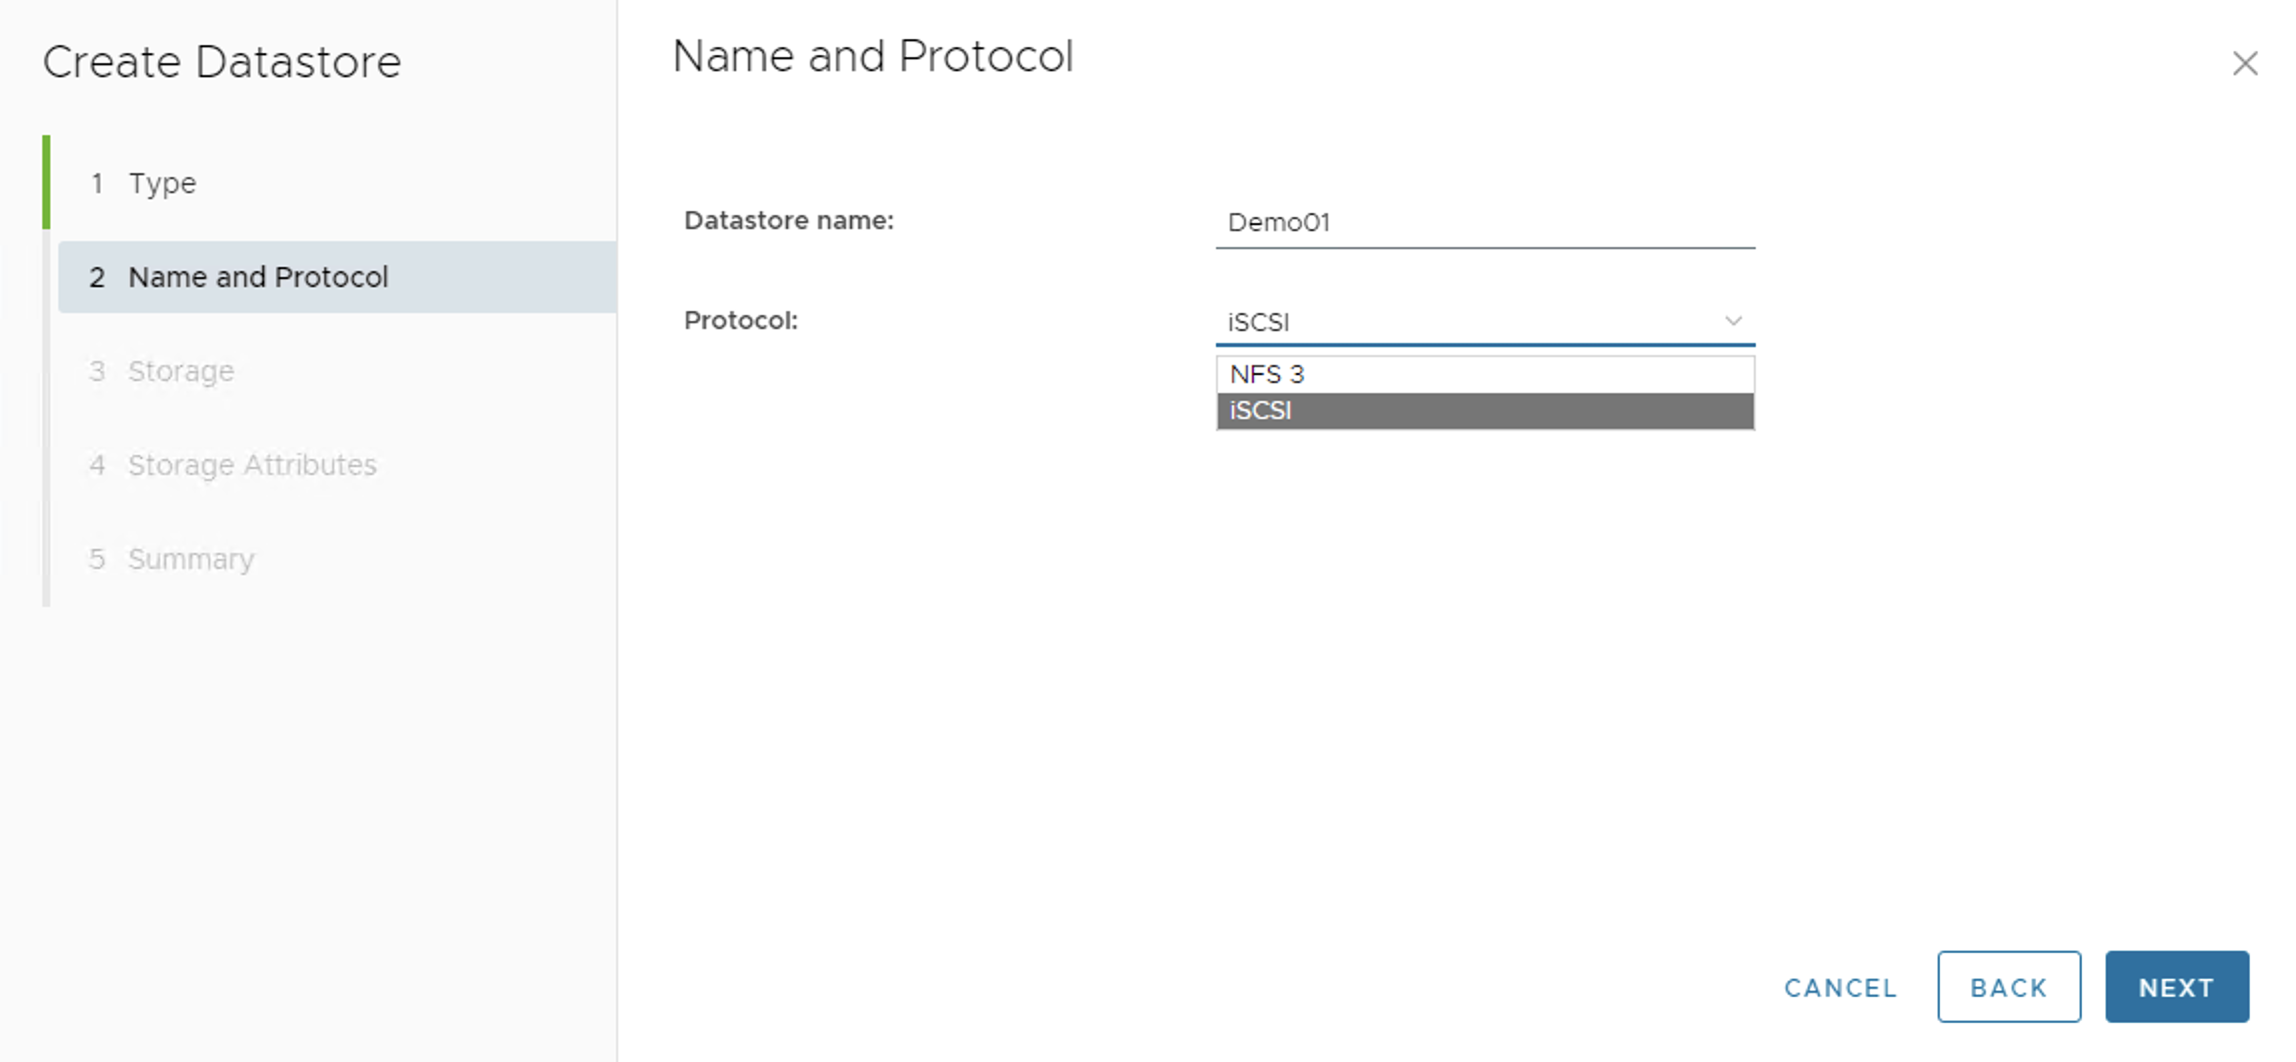 Create Datastore
1 Type
2 Name and Protocol
3 Storage
4 Storage Attributes
5 Summary
Name and Protocol
Datastore name: Demo01
Protocol: iSCSI
NFS 3
iSCSI
CANCEL BACK NEXT